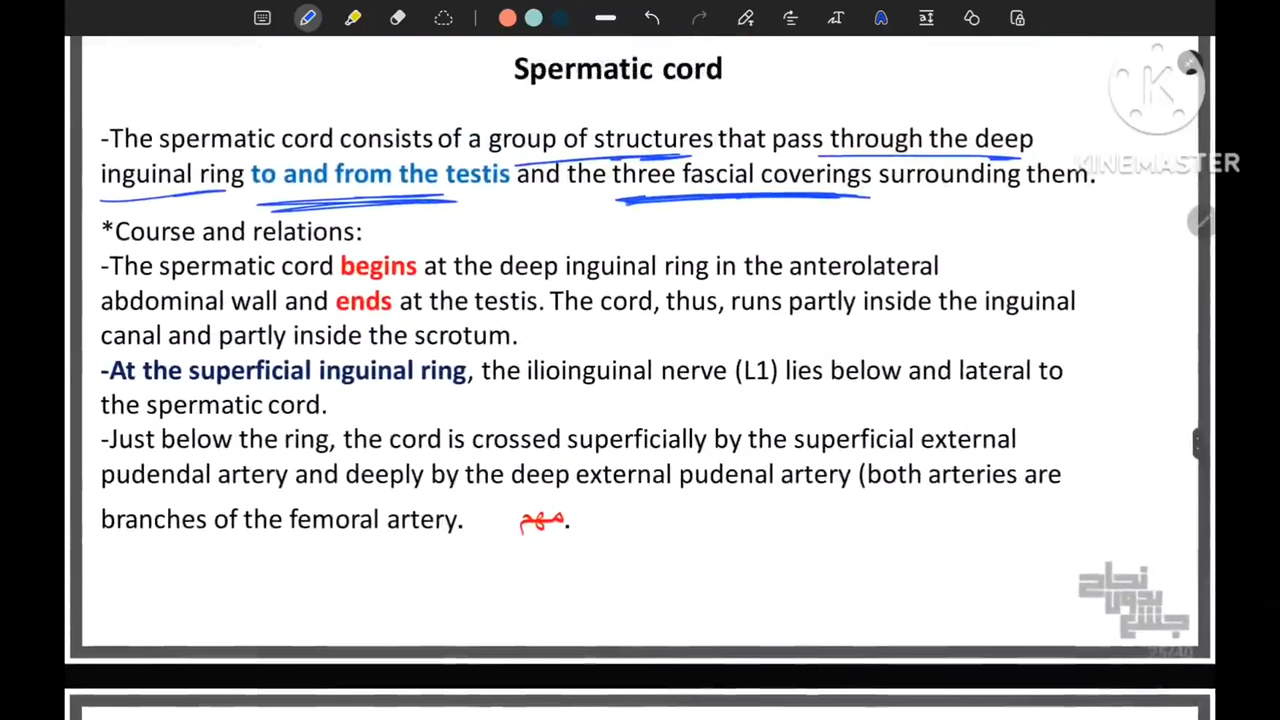 Spermatic cord
-The spermatic cord consists of a group of structures that pass through the deep
inguinal ring to and from the testis and the three fascial coverings surrounding them.
*Course and relations:
-The spermatic cord begins at the deep inguinal ring in the anterolateral
abdominal wall and ends at the testis. The cord, thus, runs partly inside the inguinal
canal and partly inside the scrotum.
-At the superficial inguinal ring, the ilioinguinal nerve (L1) lies below and lateral to
the spermatic cord.
-Just below the ring, the cord is crossed superficially by the superficial external
pudendal artery and deeply by the deep external pudenal artery (both arteries are
branches of the femoral artery. مهم.
K
KINEMASTER
نجاح
بدون